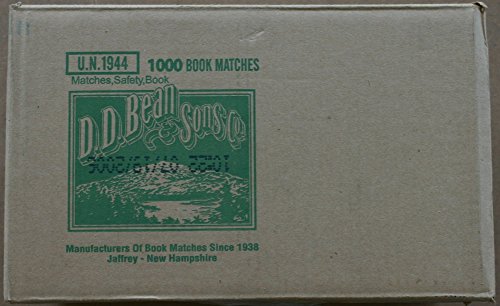 U.N.1944 1000 BOOK MATCHES
Matches,Safety,Book
D.D. Bean
& Sons Co.
Manufacturers Of Book Matches Since 1938
Jaffrey - New Hampshire